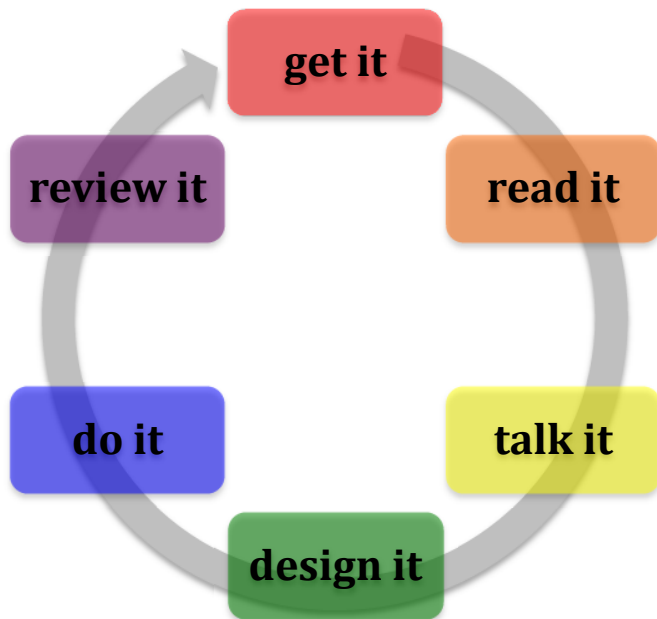 get it
read it
talk it
design it
do it
review it